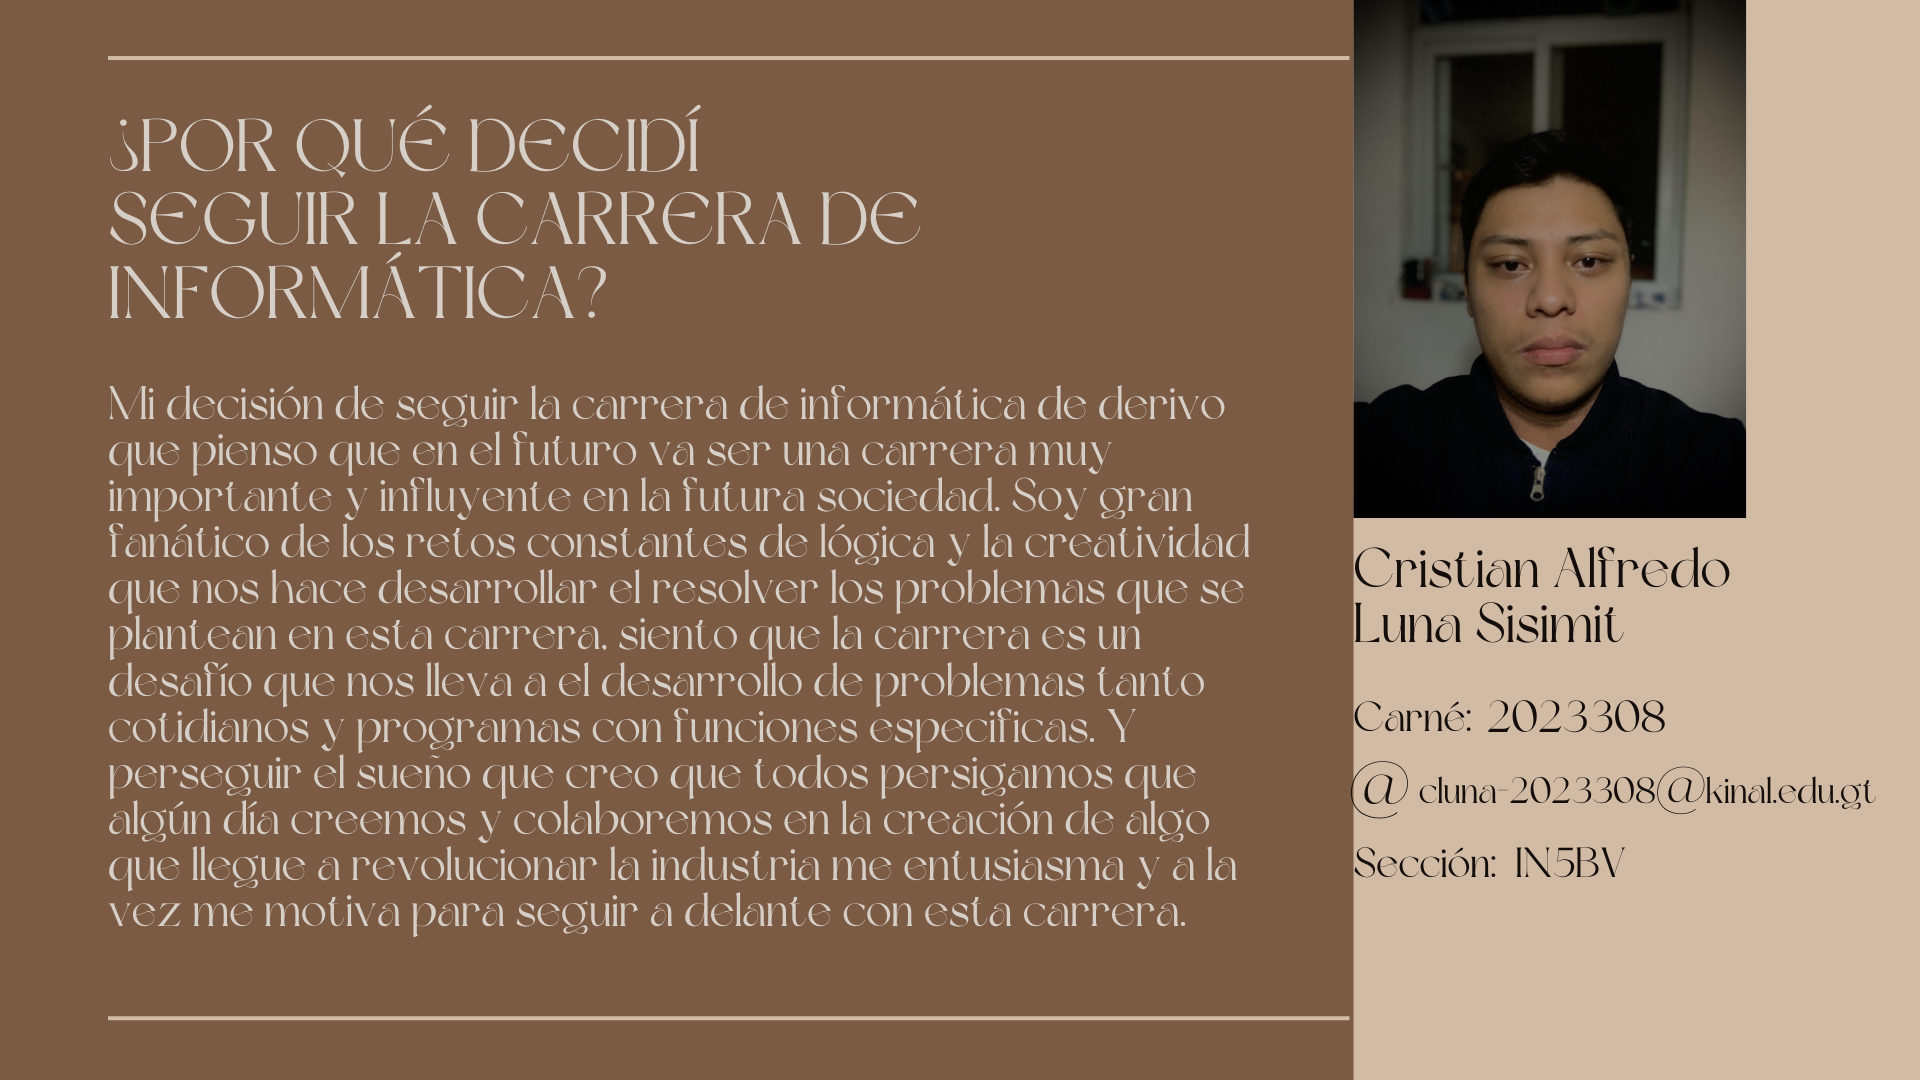 ¿POR QUÉ DECIDÍ
SEGUIR LA CARRERA DE
INFORMÁTICA?
Mi decisión de seguir la carrera de informática de derivo
que pienso que en el futuro va ser una carrera muy
importante y influyente en la futura sociedad. Soy gran
fanático de los retos constantes de lógica y la creatividad
que nos hace desarrollar el resolver los problemas que se
plantean en esta carrera, siento que la carrera es un
desafío que nos lleva a el desarrollo de problemas tanto
cotidianos y programas con funciones especificas. Y
perseguir el sueño que creo que todos persigamos que
algún día creemos y colaboremos en la creación de algo
que llegue a revolucionar la industria me entusiasma y a la
vez me motiva para seguir a delante con esta carrera.
Cristian Alfredo
Luna Sisimit
Carné: 2023308
@ cluna-2023308@kinal.edu.gt
Sección: IN5BV